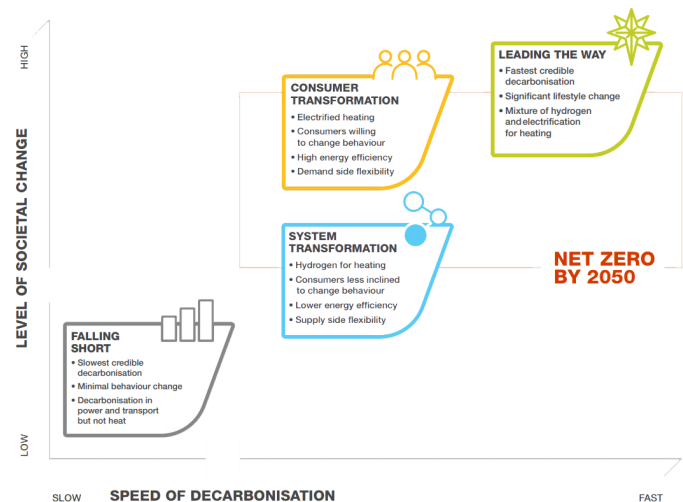 HIGH
LEVEL OF SOCIETAL CHANGE
LOW
LEADING THE WAY
• Fastest credible
decarbonisation
• Significant lifestyle change
• Mixture of hydrogen
and electrification
for heating
CONSUMER
TRANSFORMATION
• Electrified heating
• Consumers willing
to change behaviour
• High energy efficiency
• Demand side flexibility
SYSTEM
TRANSFORMATION
• Hydrogen for heating
• Consumers less inclined
to change behaviour
• Lower energy efficiency
• Supply side flexibility
NET ZERO
BY 2050
FALLING
SHORT
• Slowest credible
decarbonisation
• Minimal behaviour change
• Decarbonisation in
power and transport
but not heat
SLOW
SPEED OF DECARBONISATION
FAST